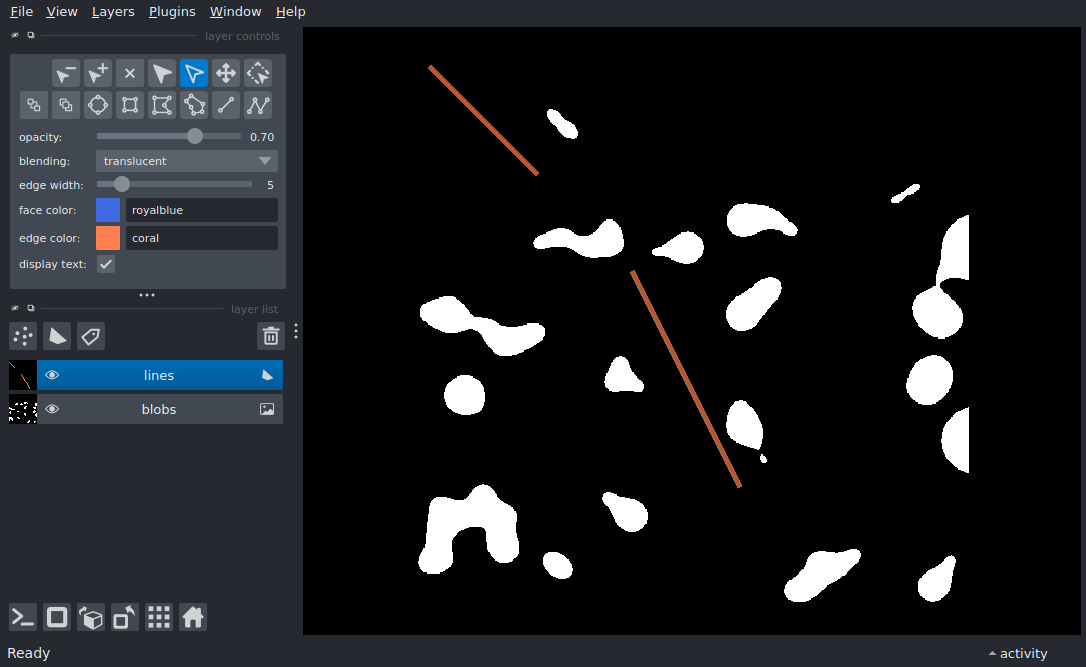 File View Layers Plugins Window Help
layer controls
opacity: 0.70
blending: translucent
edge width: 5
face color: royalblue
edge color: coral
display text:
layer list
lines
blobs
Ready
activity